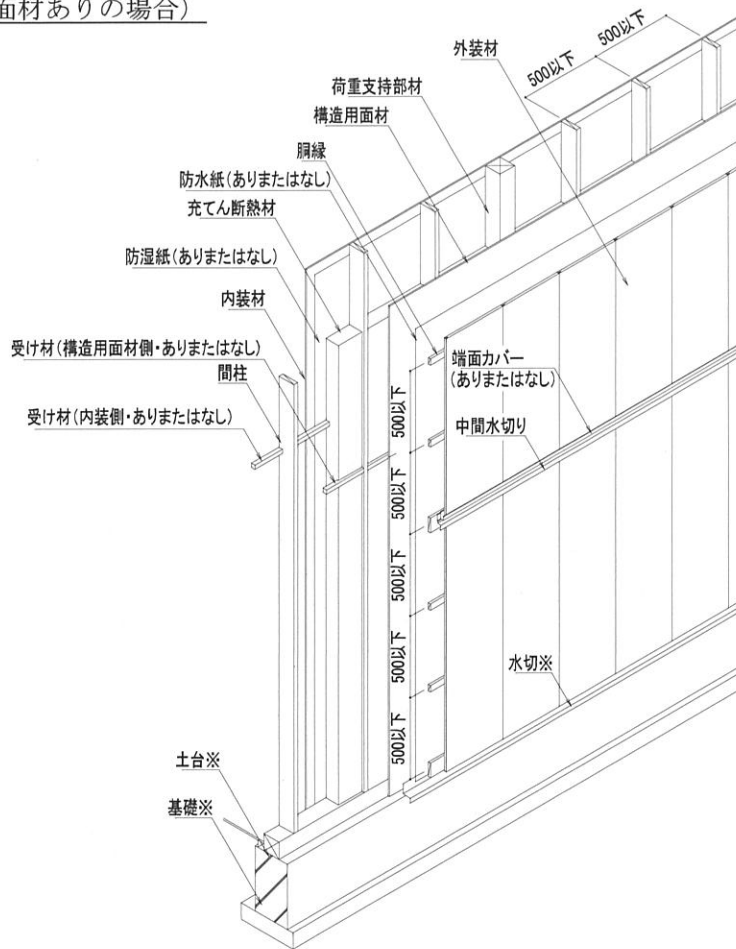 面材ありの場合)
500以下
500以下
外装材
荷重支持部材
構造用面材
胴縁
防水紙(ありまたはなし)
充てん断熱材
防湿紙(ありまたはなし)
内装材
受け材(構造用面材側・ありまたはなし)
間柱
受け材(内装側・ありまたはなし)
端面カバー
(ありまたはなし)
中間水切り
500以下
500以下
500以下
500以下
500以下
水切※
土台※
基礎※